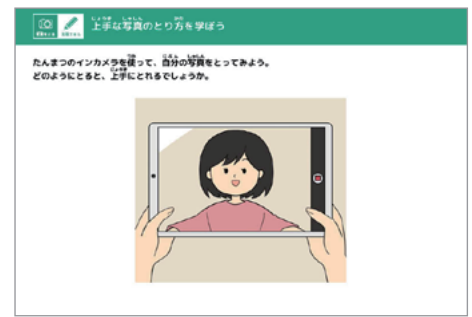 上手な写真のとり方を学ぼう
たんまつのインカメラを使って、自分の写真をとってみよう。
どのようにとると、上手にとれるでしょうか。